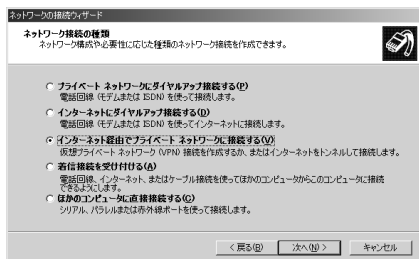 ネットワークの接続ウィザード
ネットワーク接続の種類
ネットワーク構成や必要性に応じた種類のネットワーク接続を作成できます。
プライベート ネットワークにダイヤルアップ接続する(P)
電話回線 (モデムまたは ISDN) を使って接続します。
インターネットにダイヤルアップ接続する(D)
電話回線 (モデムまたは ISDN) を使ってインターネットに接続します。
インターネット経由でプライベート ネットワークに接続する(V)
仮想プライベート ネットワーク (VPN) 接続を作成するか、またはインターネットをトンネルして接続します。
着信接続を受け付ける(A)
電話回線、インターネット、またはケーブル接続を使ってほかのコンピュータからこのコンピュータに接続
できるようにします。
ほかのコンピュータに直接接続する(C)
シリアル、パラレルまたは赤外線ポートを使って接続します。
< 戻る(B) 次へ(N) > キャンセル